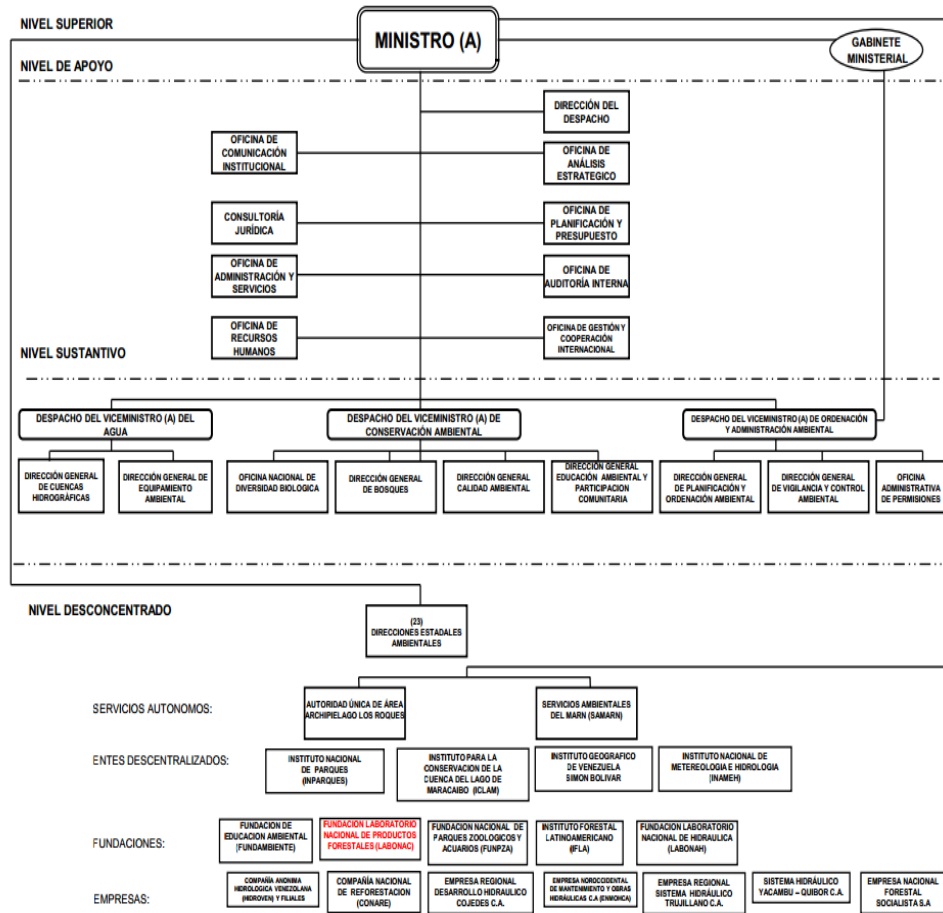 NIVEL SUPERIOR
MINISTRO (A)
GABINETE
MINISTERIAL
NIVEL DE APOYO
DIRECCIÓN DEL
DESPACHO
OFICINA DE
COMUNICACIÓN
INSTITUCIONAL
OFICINA DE
ANÁLISIS
ESTRATEGICO
CONSULTORÍA
JURÍDICA
OFICINA DE
PLANIFICACIÓN Y
PRESUPUESTO
OFICINA DE
ADMINISTRACIÓN Y
SERVICIOS
OFICINA DE
AUDITORÍA INTERNA
OFICINA DE
RECURSOS
HUMANOS
OFICINA DE GESTIÓN Y
COOPERACIÓN
INTERNACIONAL
NIVEL SUSTANTIVO
DESPACHO DEL VICEMINISTRO (A) DEL
AGUA
DESPACHO DEL VICEMINISTRO (A) DE
CONSERVACIÓN AMBIENTAL
DESPACHO DEL VICEMINISTRO (A) DE ORDENACIÓN
Y ADMINISTRACIÓN AMBIENTAL
DIRECCIÓN GENERAL
DE CUENCAS
HIDROGRÁFICAS
DIRECCIÓN GENERAL DE
EQUIPAMIENTO
AMBIENTAL
OFICINA NACIONAL DE
DIVERSIDAD BIOLOGICA
DIRECCIÓN GENERAL
DE BOSQUES
DIRECCIÓN GENERAL
CALIDAD AMBIENTAL
DIRECCIÓN GENERAL
EDUCACIÓN AMBIENTAL Y
PARTICIPACION
COMUNITARIA
DIRECCIÓN GENERAL
DE PLANIFICACIÓN Y
ORDENACIÓN AMBIENTAL
DIRECCIÓN GENERAL
DE VIGILANCIA Y CONTROL
AMBIENTAL
OFICINA
ADMINISTRATIVA
DE PERMISIONES
NIVEL DESCONCENTRADO
(23)
DIRECCIONES ESTADALES
AMBIENTALES
SERVICIOS AUTONOMOS:
AUTORIDAD ÚNICA DE ÁREA
ARCHIPIELAGO LOS ROQUES
SERVICIOS AMBIENTALES
DEL MARN (SAMARN)
ENTES DESCENTRALIZADOS:
INSTITUTO NACIONAL
DE PARQUES
(INPARQUES)
INSTITUTO PARA LA
CONSERVACION DE LA
CUENCA DEL LAGO DE
MARACAIBO (ICLAM)
INSTITUTO GEOGRAFICO
DE VENEZUELA
SIMON BOLIVAR
INSTITUTO NACIONAL DE
METEREOLOGIA E HIDROLOGIA
(INAMEH)
FUNDACIONES:
FUNDACION DE
EDUCACION AMBIENTAL
(FUNDAMBIENTE)
FUNDACION LABORATORIO
NACIONAL DE PRODUCTOS
FORESTALES (LABONAC)
FUNDACION NACIONAL DE
PARQUES ZOOLOGICOS Y
ACUARIOS (FUNPZA)
INSTITUTO FORESTAL
LATINOAMERICANO
(IFLA)
FUNDACION LABORATORIO
NACIONAL DE HIDRAULICA
(LABONAH)
EMPRESAS:
COMPAÑÍA ANONIMA
HIDROLOGICA VENEZOLANA
(HIDROVEN) Y FILIALES
COMPAÑÍA NACIONAL
DE REFORESTACION
(CONARE)
EMPRESA REGIONAL
DESARROLLO HIDRAULICO
COJEDES C.A.
EMPRESA NOROCCIDENTAL
DE MANTENIMIENTO Y OBRAS
HIDRÁULICAS C.A (ENMOHCA)
EMPRESA REGIONAL
SISTEMA HIDRÁULICO
TRUJILLANO C.A.
SISTEMA HIDRÁULICO
YACAMBU – QUIBOR C.A.
EMPRESA NACIONAL
FORESTAL
SOCIALISTA S.A